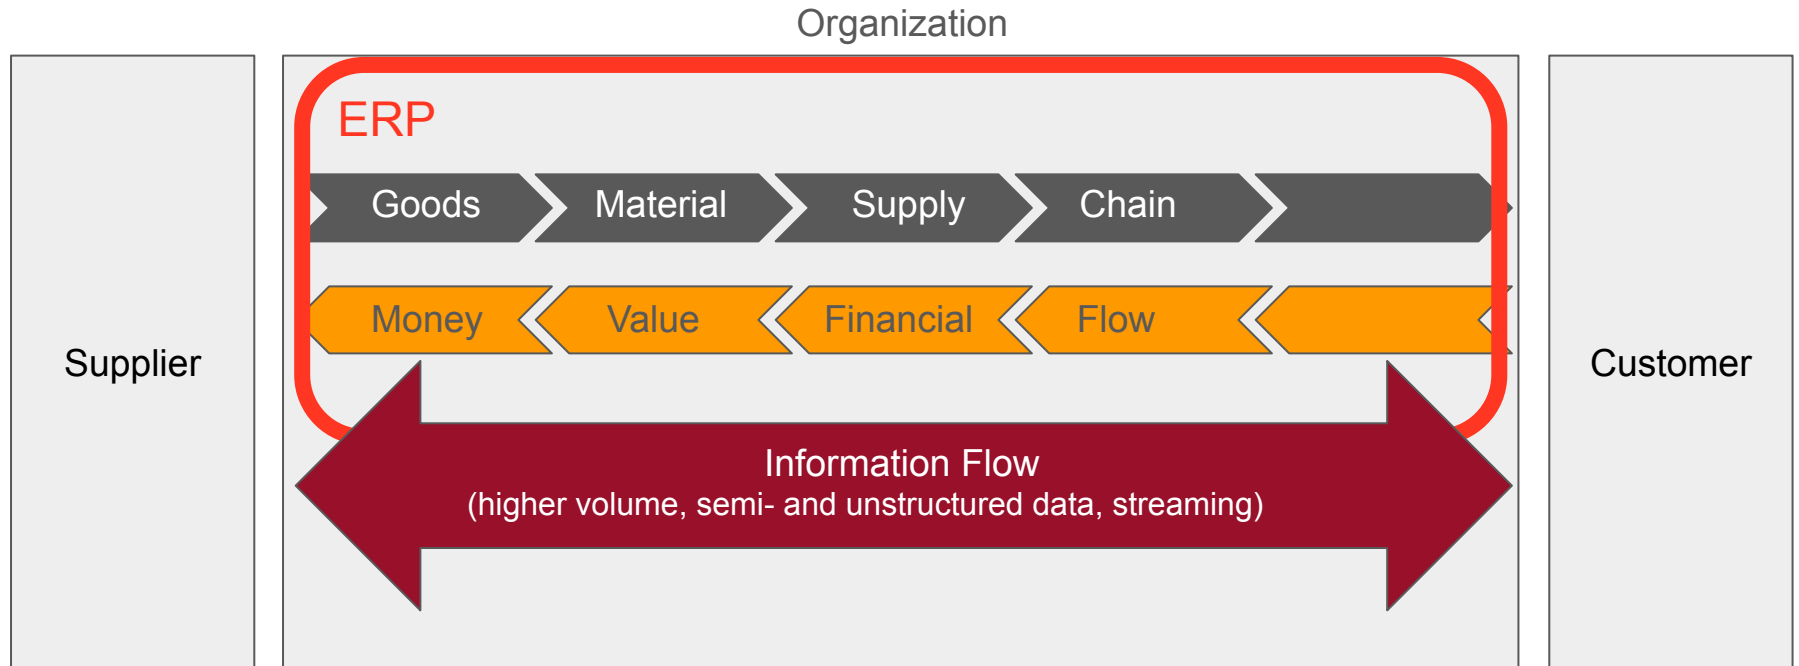 Organization
ERP
Goods Material Supply Chain
Money Value Financial Flow
Supplier
Customer
Information Flow
(higher volume, semi- and unstructured data, streaming)